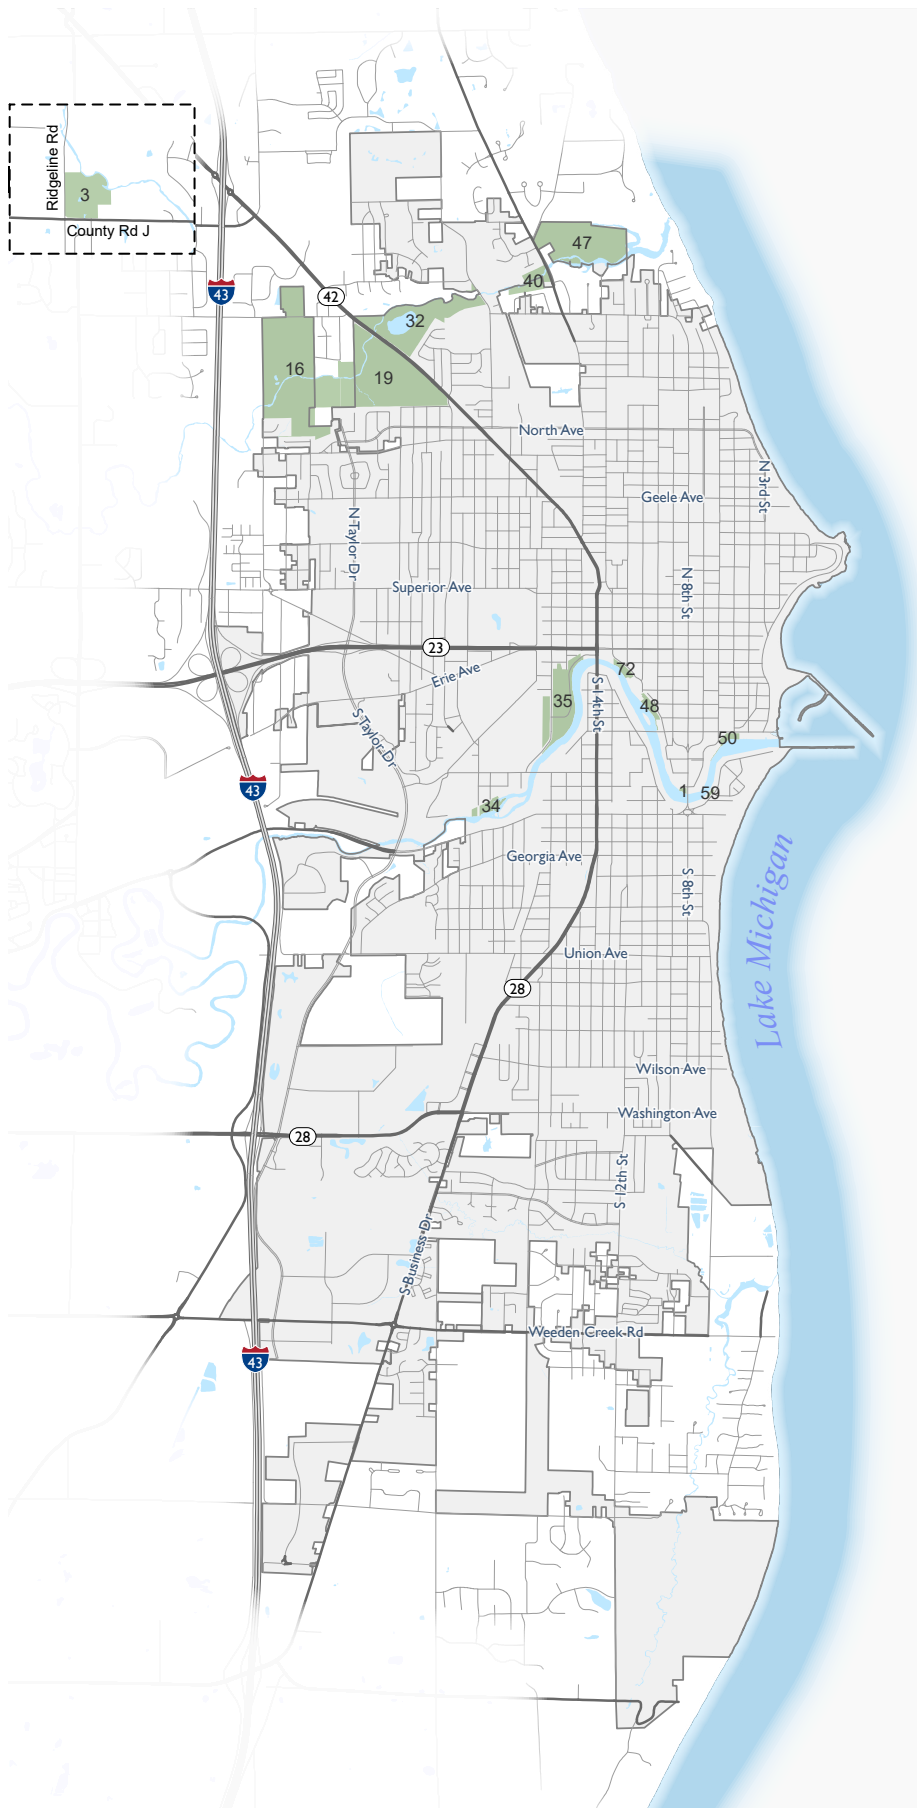 Ridgeline Rd
3
County Rd J
47
40
43
42
32
16
19
North Ave
N 3rd St
Geele Ave
N Taylor Dr
Superior Ave
N 8th St
23
Erie Ave
72
35
S 14th St
48
S Taylor Dr
50
43
1
59
34
Georgia Ave
S 8th St
Lake Michigan
Union Ave
28
Wilson Ave
Washington Ave
28
S 12th St
S Business Dr
Weeden Creek Rd
43